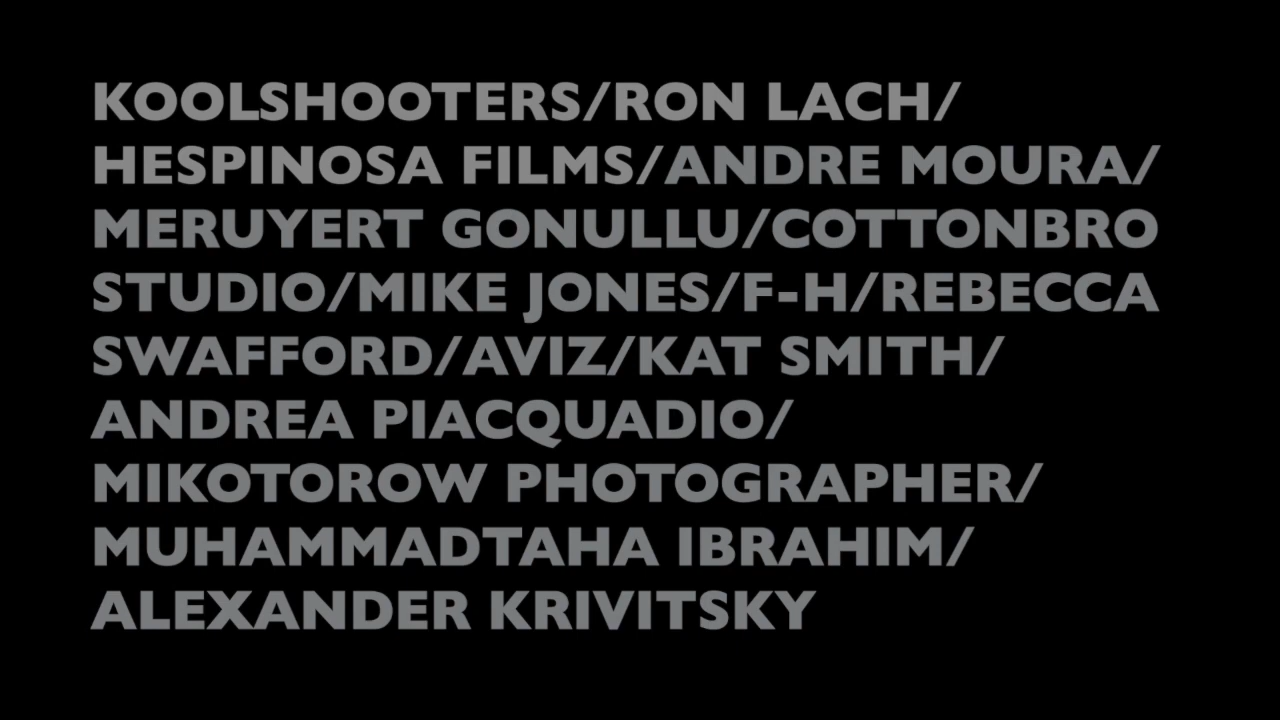 KOOLSHOOTERS/RON LACH/
HESPINOSA FILMS/ANDRE MOURA/
MERUYERT GONULLU/COTTONBRO
STUDIO/MIKE JONES/F-H/REBECCA
SWAFFORD/AVIZ/KAT SMITH/
ANDREA PIACQUADIO/
MIKOTOROW PHOTOGRAPHER/
MUHAMMADTAHA IBRAHIM/
ALEXANDER KRIVITSKY